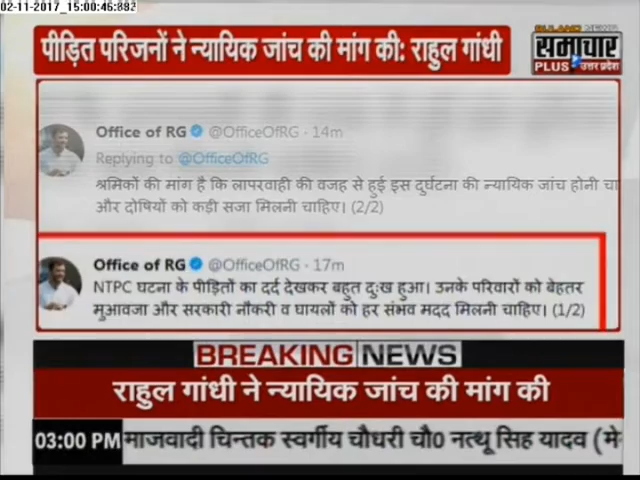 02-11-2017_15:00:46.882
पीड़ित परिजनों ने न्यायिक जांच की मांग की: राहुल गांधी
NEWS
समाचार
PLUS उत्तर प्रदेश
Office of RG @OfficeOfRG · 14m
Replying to @OfficeOfRG
श्रमिकों की मांग है कि लापरवाही की वजह से हुई इस दुर्घटना की न्यायिक जांच होनी चा
और दोषियों को कड़ी सजा मिलनी चाहिए। (2/2)
Office of RG @OfficeOfRG · 17m
NTPC घटना के पीड़ितों का दर्द देखकर बहुत दुःख हुआ। उनके परिवारों को बेहतर
मुआवजा और सरकारी नौकरी व घायलों को हर संभव मदद मिलनी चाहिए। (1/2)
BREAKING NEWS
राहुल गांधी ने न्यायिक जांच की मांग की
03:00 PM माजवादी चिन्तक स्वर्गीय चौधरी चौ0 नत्थू सिंह यादव (मे